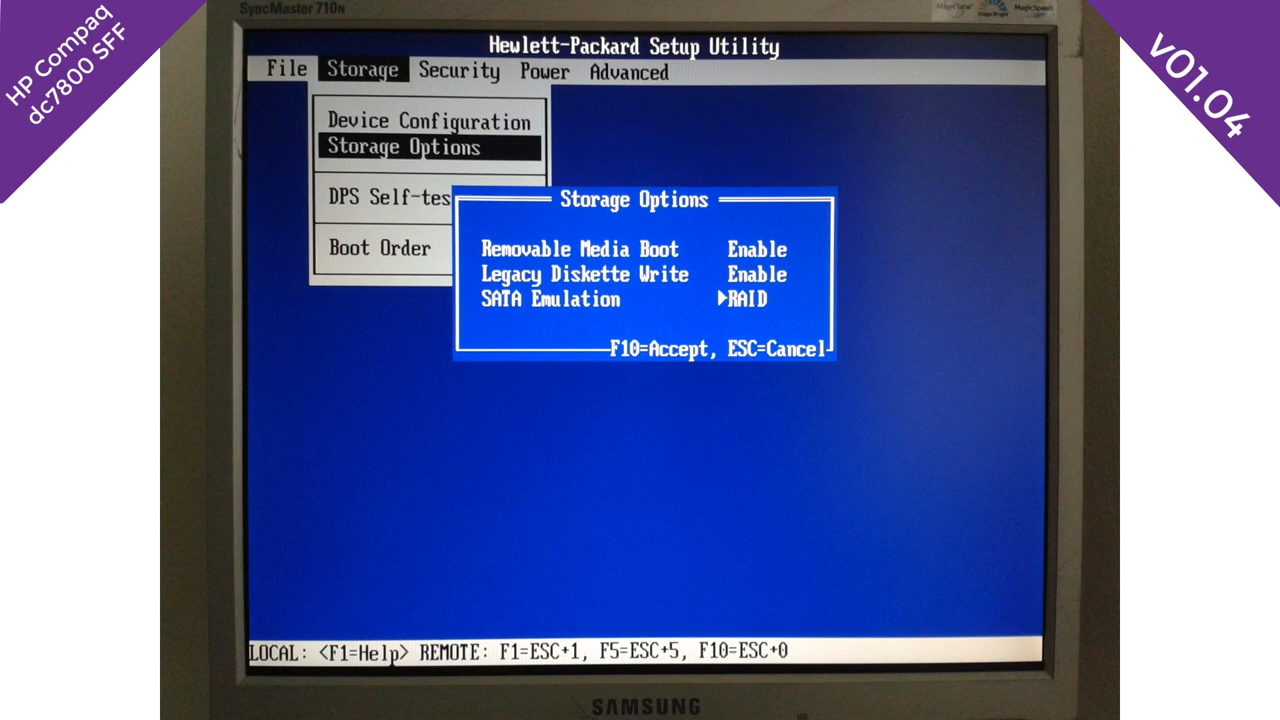 HP Compaq
dc7800 SFF
v01.04
SyncMaster 710N
MagicTune™ MagicBright MagicSpeed
Hewlett-Packard Setup Utility
File Storage Security Power Advanced
Device Configuration
Storage Options
DPS Self-tes
Boot Order
Storage Options
Removable Media Boot Enable
Legacy Diskette Write Enable
SATA Emulation ▶RAID
F10=Accept, ESC=Cancel
LOCAL: <F1=Help> REMOTE: F1=ESC+1, F5=ESC+5, F10=ESC+0
SAMSUNG